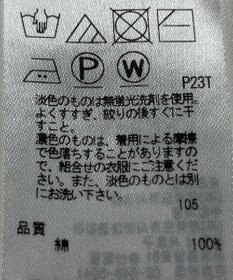 P
W
P23T
淡色のものは無蛍光洗剤を使用。
よくすすぎ、絞りの後すぐに干
すこと。
濃色のものは、着用による摩擦
で色落ちすることがありますの
で、組合せの衣服にご注意くださ
い。また、淡色のものとは別
にお洗い下さい。
105
品質
綿 100%